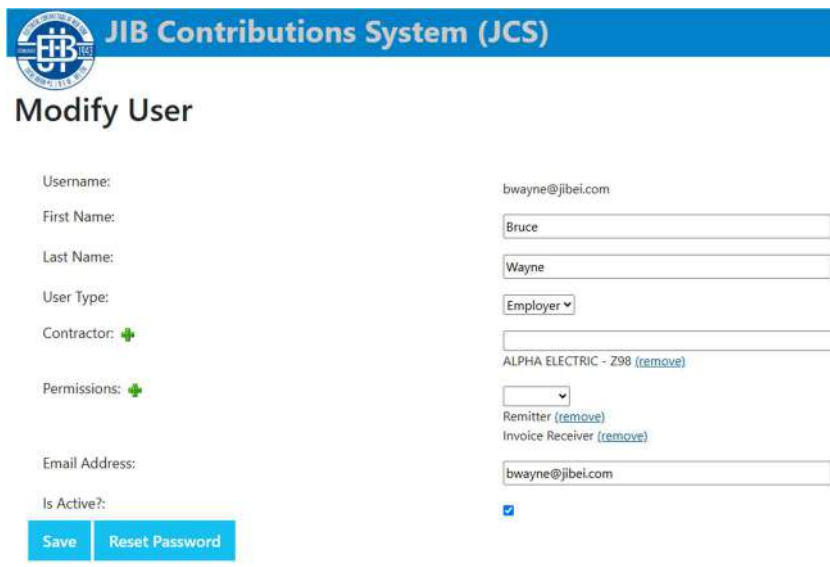 JIB Contributions System (JCS)
JIB
1943
Modify User
Username:
bwayne@jibei.com
First Name:
Bruce
Last Name:
Wayne
User Type:
Employer
Contractor:
ALPHA ELECTRIC - Z98 (remove)
Permissions:
Remitter (remove)
Invoice Receiver (remove)
Email Address:
bwayne@jibei.com
Is Active?:
Save Reset Password